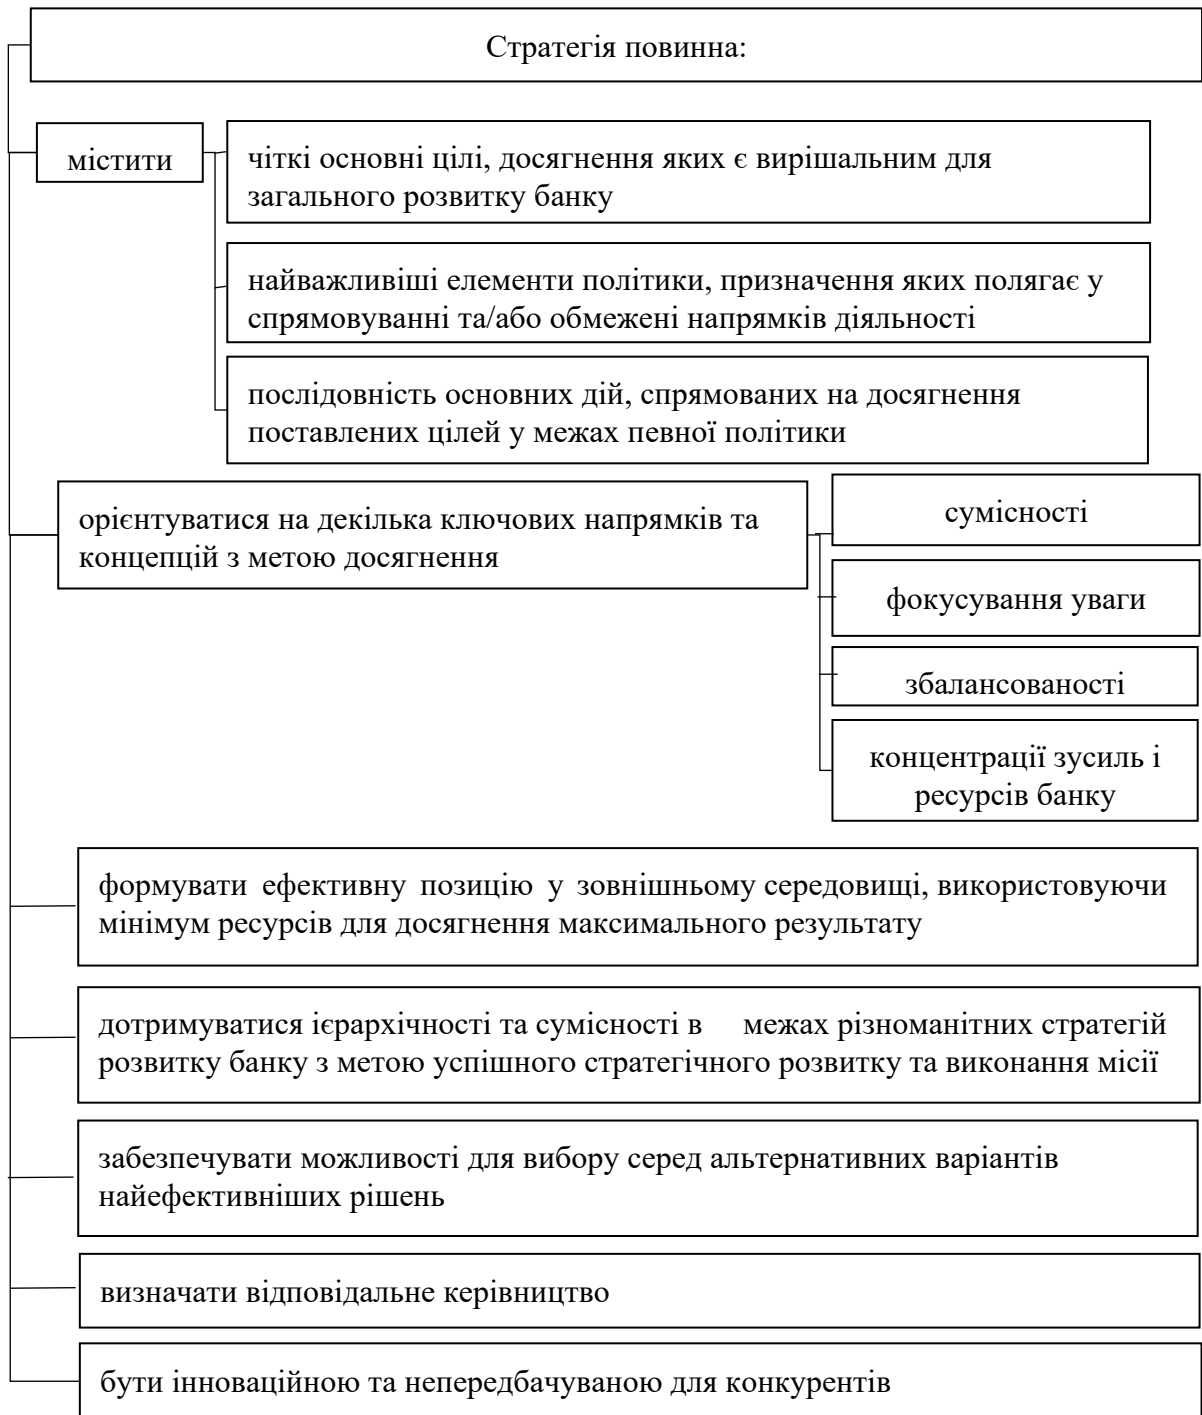 Стратегія повинна:
містити
чіткі основні цілі, досягнення яких є вирішальним для
загального розвитку банку
найважливіші елементи політики, призначення яких полягає у
спрямовуванні та/або обмежені напрямків діяльності
послідовність основних дій, спрямованих на досягнення
поставлених цілей у межах певної політики
орієнтуватися на декілька ключових напрямків та
концепцій з метою досягнення
сумісності
фокусування уваги
збалансованості
концентрації зусиль і
ресурсів банку
формувати ефективну позицію у зовнішньому середовищі, використовуючи
мінімум ресурсів для досягнення максимального результату
дотримуватися ієрархічності та сумісності в межах різноманітних стратегій
розвитку банку з метою успішного стратегічного розвитку та виконання місії
забезпечувати можливості для вибору серед альтернативних варіантів
найефективніших рішень
визначати відповідальне керівництво
бути інноваційною та непередбачуваною для конкурентів